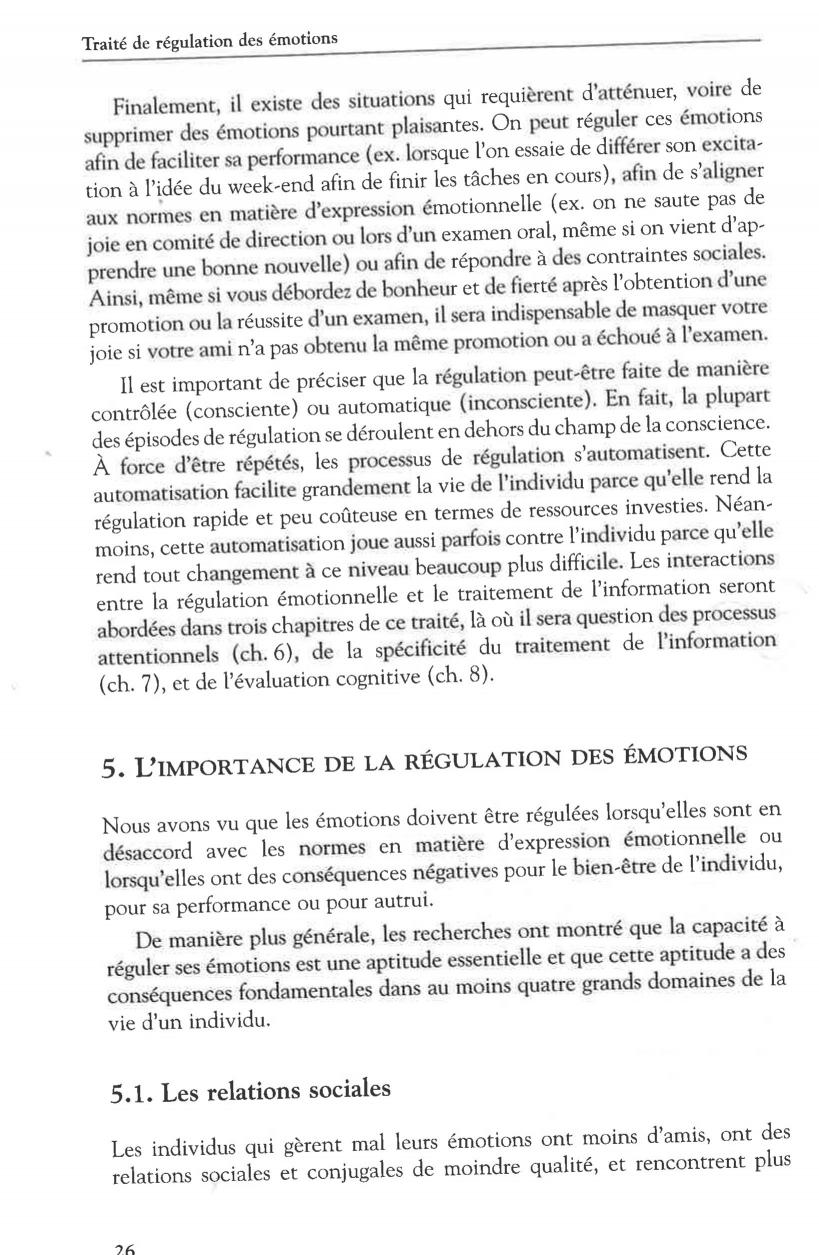 Traité de régulation des émotions
Finalement, il existe des situations qui requièrent d'atténuer, voire de
supprimer des émotions pourtant plaisantes. On peut réguler ces émotions
afin de faciliter sa performance (ex. lorsque l'on essaie de différer son excita-
tion à l'idée du week-end afin de finir les tâches en cours), afin de s'aligner
aux normes en matière d'expression émotionnelle (ex. on ne saute pas de
joie en comité de direction ou lors d'un examen oral, même si on vient d'ap-
prendre une bonne nouvelle) ou afin de répondre à des contraintes sociales.
Ainsi, même si vous débordez de bonheur et de fierté après l'obtention d'une
promotion ou la réussite d'un examen, il sera indispensable de masquer votre
joie si votre ami n'a pas obtenu la même promotion ou a échoué à l'examen.
Il est important de préciser que la régulation peut-être faite de manière
contrôlée (consciente) ou automatique (inconsciente). En fait, la plupart
des épisodes de régulation se déroulent en dehors du champ de la conscience.
À force d'être répétés, les processus de régulation s'automatisent. Cette
automatisation facilite grandement la vie de l'individu parce qu'elle rend la
régulation rapide et peu coûteuse en termes de ressources investies. Néan-
moins, cette automatisation joue aussi parfois contre l'individu parce qu'elle
rend tout changement à ce niveau beaucoup plus difficile. Les interactions
entre la régulation émotionnelle et le traitement de l'information seront
abordées dans trois chapitres de ce traité, là où il sera question des processus
attentionnels (ch. 6), de la spécificité du traitement de l'information
(ch. 7), et de l'évaluation cognitive (ch. 8).
5. L'IMPORTANCE DE LA RÉGULATION DES ÉMOTIONS
Nous avons vu que les émotions doivent être régulées lorsqu'elles sont en
désaccord avec les normes en matière d'expression émotionnelle ou
lorsqu'elles ont des conséquences négatives pour le bien-être de l'individu,
pour sa performance ou pour autrui.
De manière plus générale, les recherches ont montré que la capacité à
réguler ses émotions est une aptitude essentielle et que cette aptitude a des
conséquences fondamentales dans au moins quatre grands domaines de la
vie d'un individu.
5.1. Les relations sociales
Les individus qui gèrent mal leurs émotions ont moins d'amis, ont des
relations sociales et conjugales de moindre qualité, et rencontrent plus
26